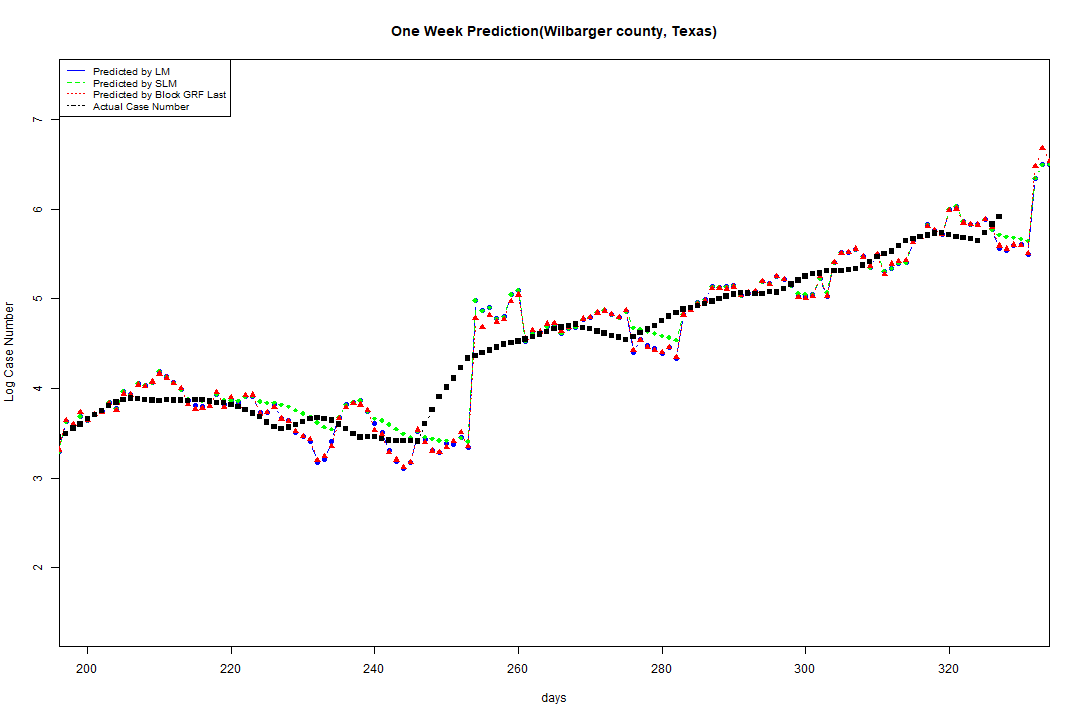 One Week Prediction(Wilbarger county, Texas)
Predicted by LM
Predicted by SLM
Predicted by Block GRF Last
Actual Case Number
7
6
5
4
3
2
Log Case Number
200 220 240 260 280 300 320
days